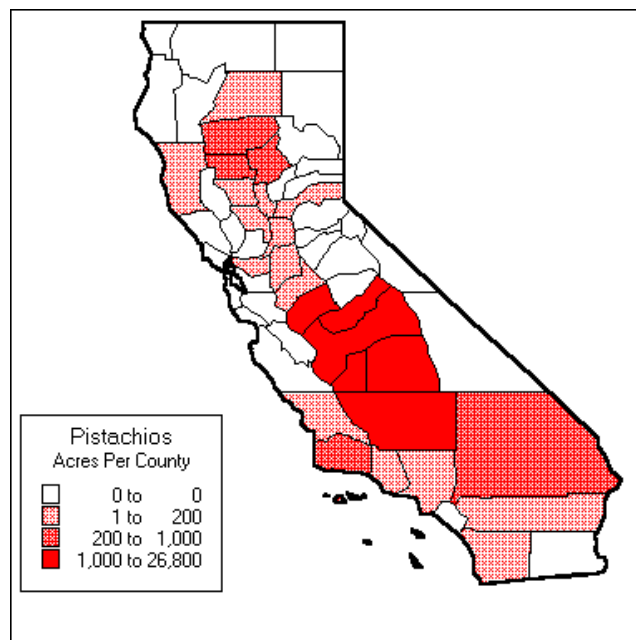 Pistachios
Acres Per County
0 to 0
1 to 200
200 to 1,000
1,000 to 26,800